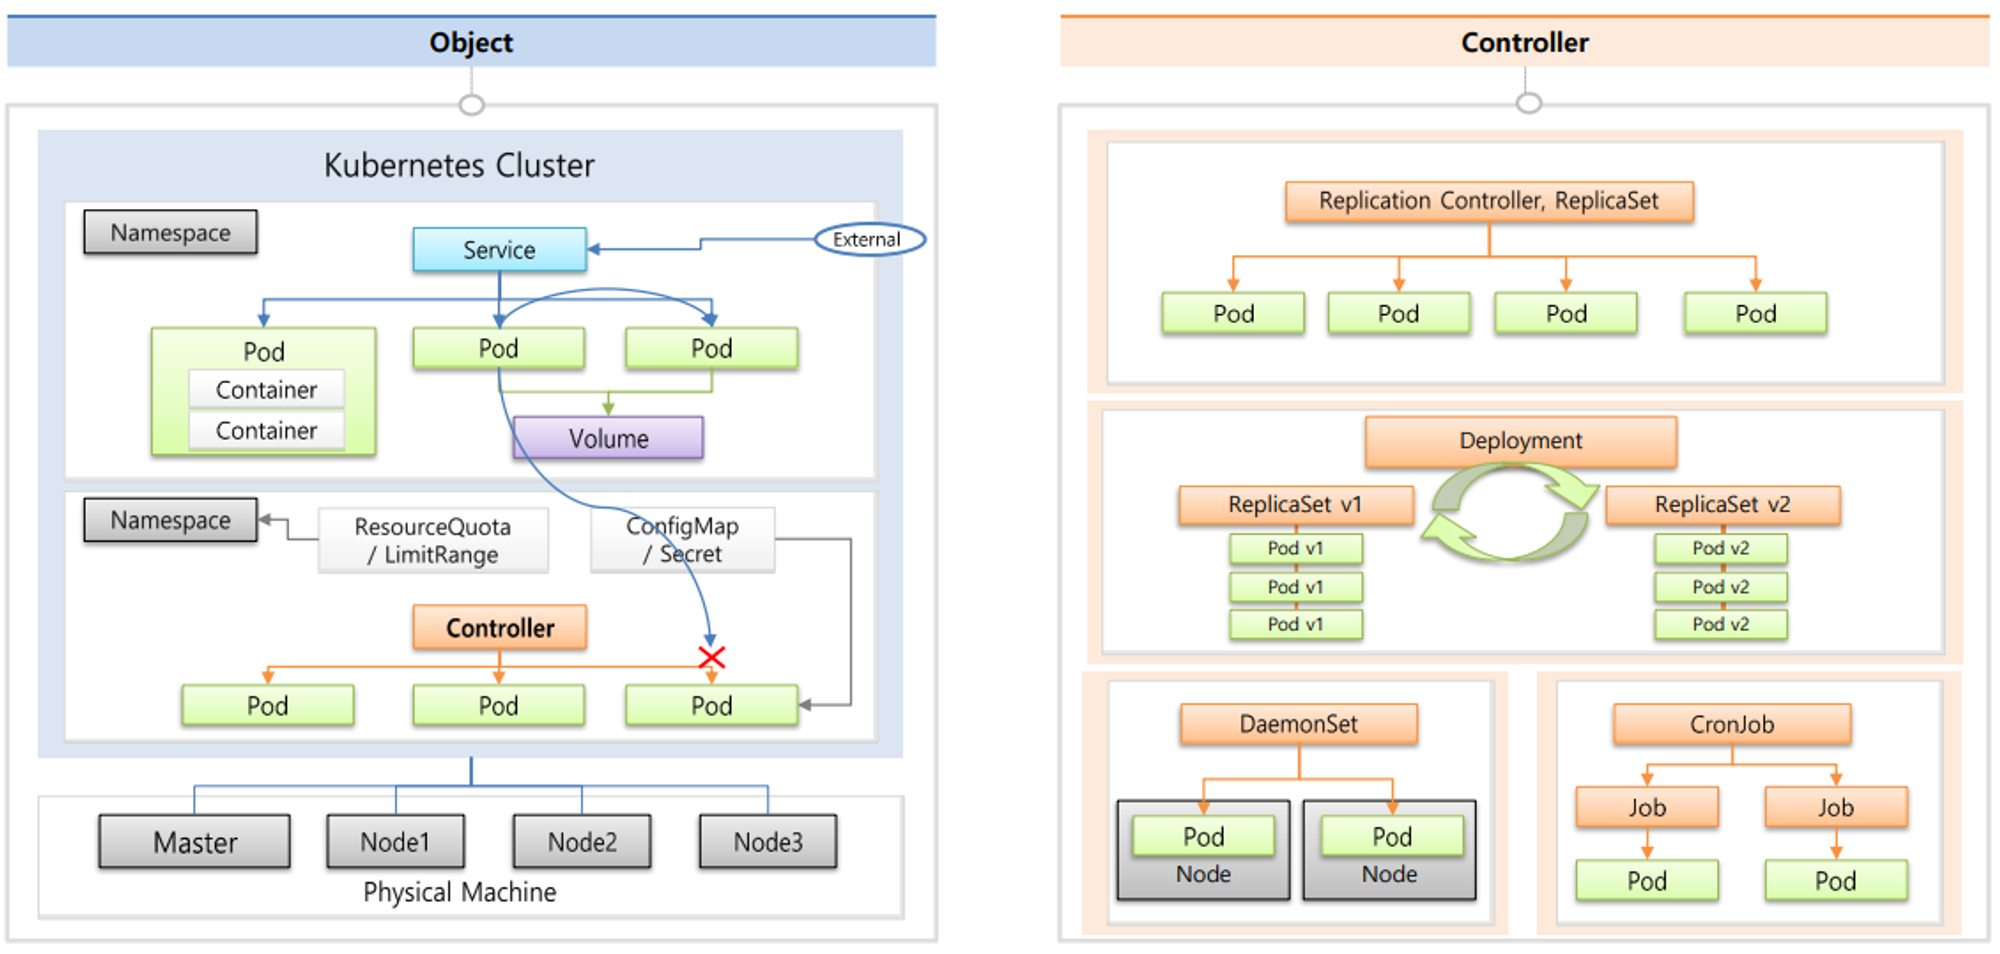 Object
Kubernetes Cluster
Namespace
Service
External
Pod
Container
Container
Pod
Pod
Volume
Namespace
ResourceQuota
/ LimitRange
ConfigMap
/ Secret
Controller
Pod
Pod
Pod
Master
Node1
Node2
Node3
Physical Machine
Controller
Replication Controller, ReplicaSet
Pod
Pod
Pod
Pod
Deployment
ReplicaSet v1
Pod v1
Pod v1
Pod v1
ReplicaSet v2
Pod v2
Pod v2
Pod v2
DaemonSet
Pod
Node
Pod
Node
CronJob
Job
Job
Pod
Pod